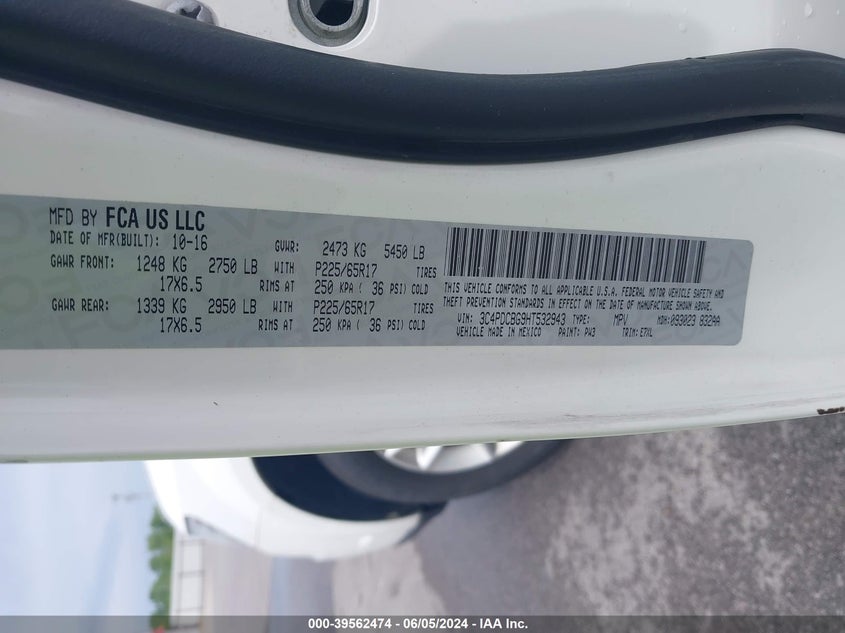 MFD BY FCA US LLC
DATE OF MFR(BUILT): 10-16 GVWR: 2473 KG 5450 LB
GAWR FRONT: 1248 KG 2750 LB WITH P225/65R17 TIRES
17X6.5 RIMS AT 250 KPA ( 36 PSI) COLD
GAWR REAR: 1339 KG 2950 LB WITH P225/65R17 TIRES
17X6.5 RIMS AT 250 KPA ( 36 PSI) COLD
THIS VEHICLE CONFORMS TO ALL APPLICABLE U.S.A. FEDERAL MOTOR VEHICLE SAFETY AND
THEFT PREVENTION STANDARDS IN EFFECT ON THE DATE OF MANUFACTURE SHOWN ABOVE.
VIN: 3C4PDCBG9HT532943 TYPE: MPV MDH:093023 832AA
VEHICLE MADE IN MEXICO PAINT: PW3 TRIM: E7XL
000-39562474 - 06/05/2024 - IAAI Inc.